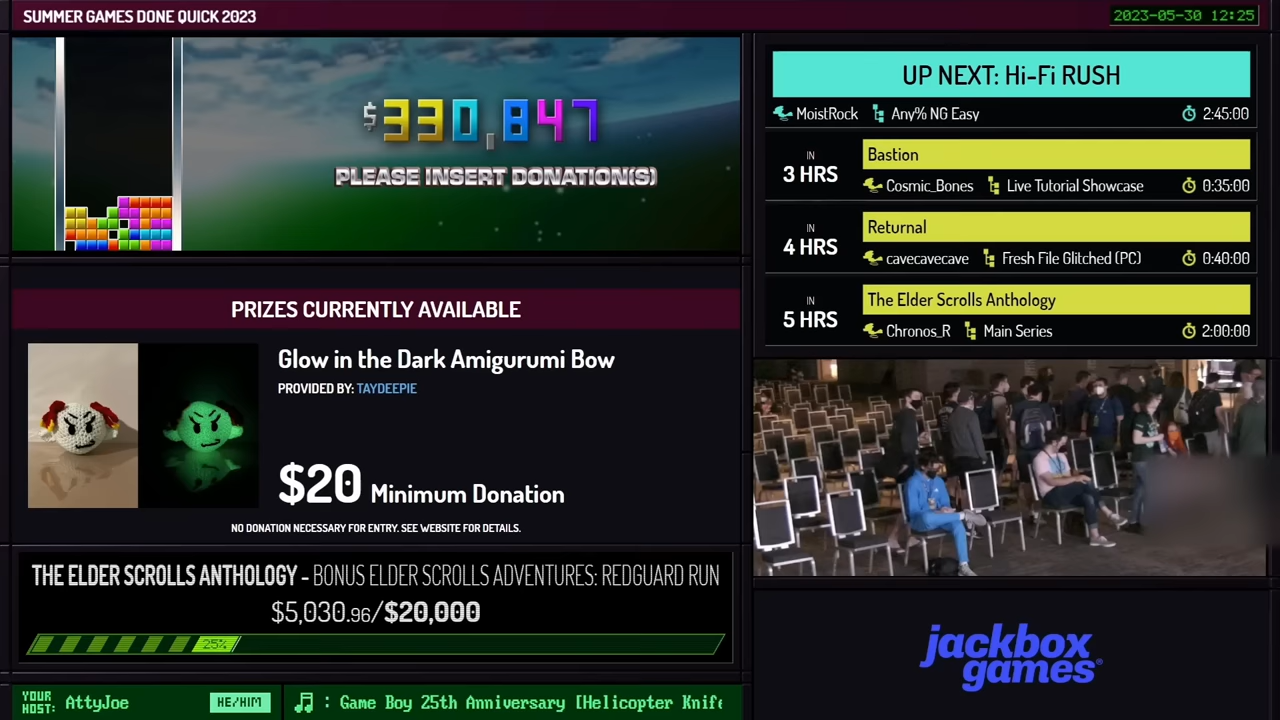 SUMMER GAMES DONE QUICK 2023
2023-05-30 12:25
$330,847
PLEASE INSERT DONATION(S)
UP NEXT: Hi-Fi RUSH
MoistRock Any% NG Easy 2:45:00
IN
3 HRS
Bastion
Cosmic_Bones Live Tutorial Showcase 0:35:00
IN
4 HRS
Returnal
cavecavecave Fresh File Glitched (PC) 0:40:00
IN
5 HRS
The Elder Scrolls Anthology
Chronos_R Main Series 2:00:00
PRIZES CURRENTLY AVAILABLE
Glow in the Dark Amigurumi Bow
PROVIDED BY: TAYDEEPIE
$20 Minimum Donation
NO DONATION NECESSARY FOR ENTRY. SEE WEBSITE FOR DETAILS.
THE ELDER SCROLLS ANTHOLOGY - BONUS ELDER SCROLLS ADVENTURES: REDGUARD RUN
$5,030.96/$20,000
25%
jackbox
games®
YOUR
HOST: AttyJoe HE/HIM
: Game Boy 25th Anniversary [Helicopter Knife